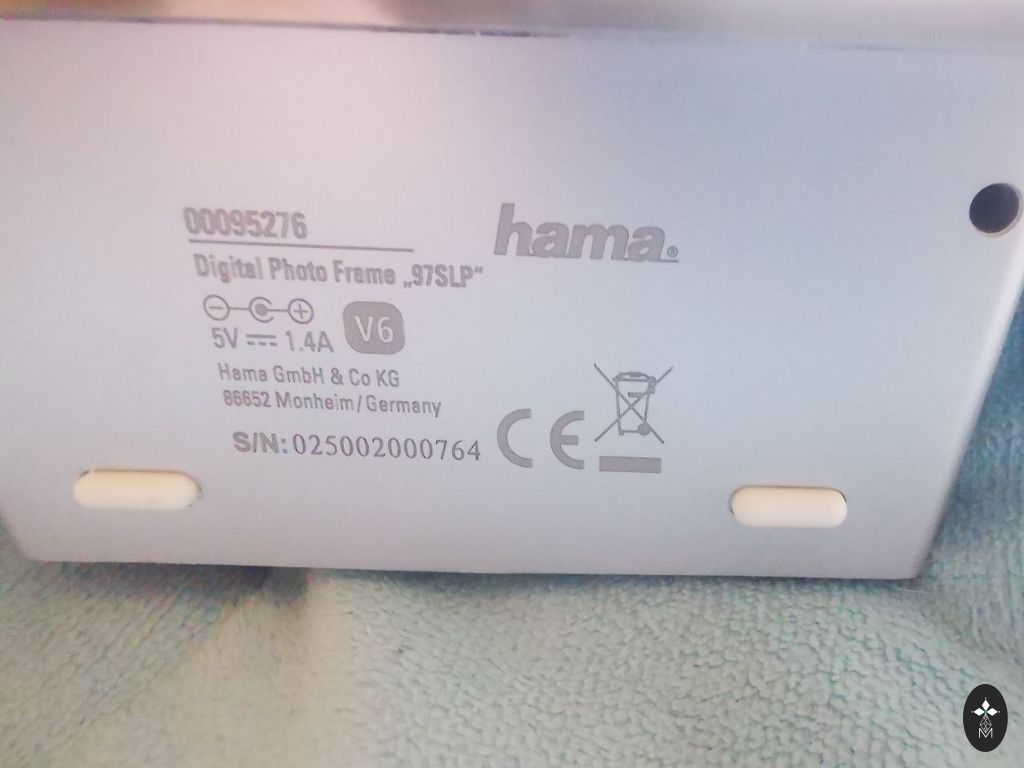 00095276
hama®
Digital Photo Frame „97SLP“
5V ⎓ 1.4A
V6
Hama GmbH & Co KG
86652 Monheim/Germany
S/N: 025002000764
CE
M